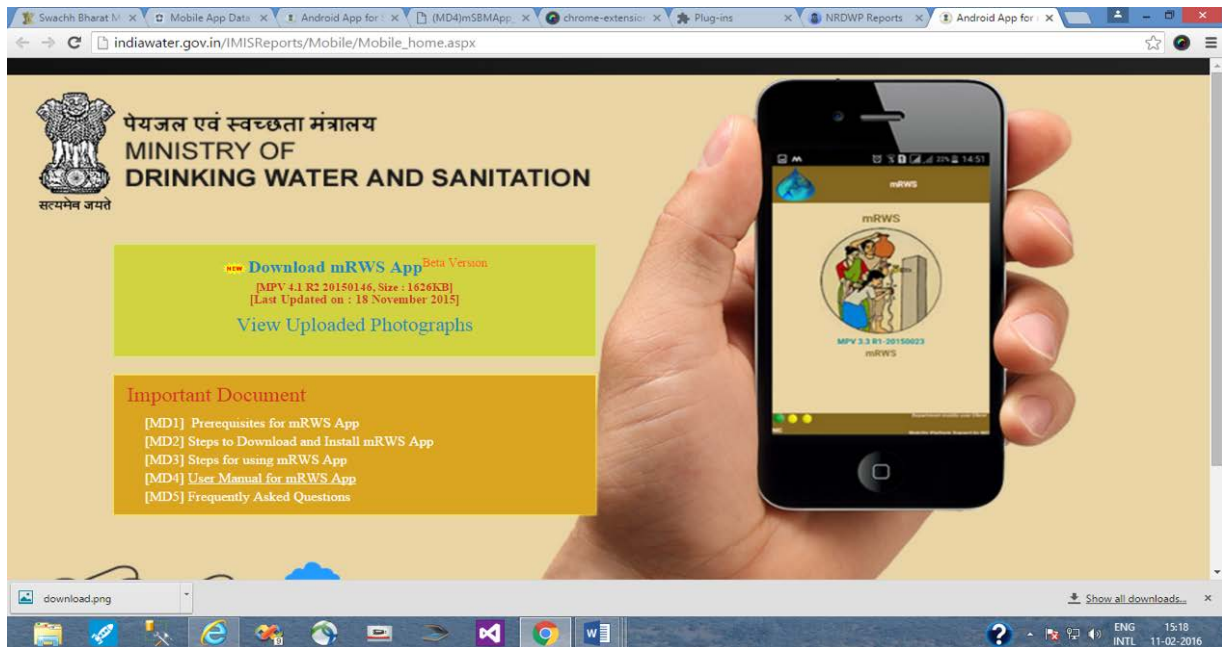 Swachh Bharat M
Mobile App Data
Android App for S
(MD4)mSBMApp_
chrome-extension
Plug-ins
NRDWP Reports
Android App for
indiawater.gov.in/IMISReports/Mobile/Mobile_home.aspx
पेयजल एवं स्वच्छता मंत्रालय
MINISTRY OF
DRINKING WATER AND SANITATION
सत्यमेव जयते
NEW Download mRWS App Beta Version
[MPV 4.1 R2 20150146, Size : 1626KB]
[Last Updated on : 18 November 2015]
View Uploaded Photographs
Important Document
[MD1] Prerequisites for mRWS App
[MD2] Steps to Download and Install mRWS App
[MD3] Steps for using mRWS App
[MD4] User Manual for mRWS App
[MD5] Frequently Asked Questions
22% 14:51
mRWS
mRWS
MPV 3.3 R1-20150023
mRWS
download.png
Show all downloads...
ENG 15:18
INTL 11-02-2016